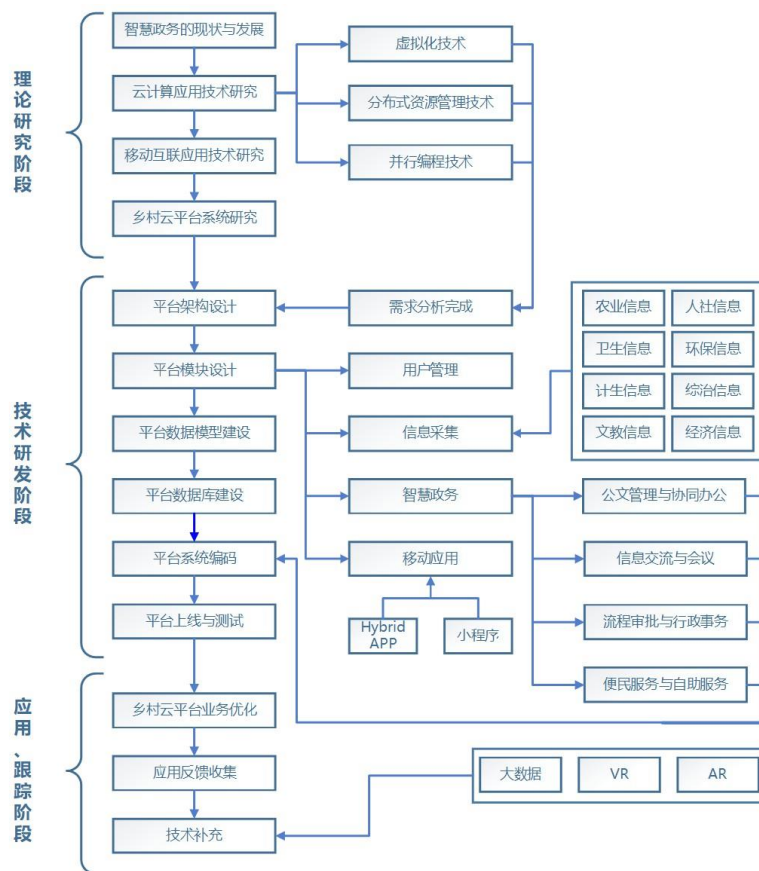 理论研究阶段
智慧政务的现状与发展
云计算应用技术研究
移动互联应用技术研究
乡村云平台系统研究
虚拟化技术
分布式资源管理技术
并行编程技术
技术研发阶段
平台架构设计
平台模块设计
平台数据模型建设
平台数据库建设
平台系统编码
平台上线与测试
需求分析完成
用户管理
信息采集
智慧政务
移动应用
Hybrid
APP
小程序
农业信息
人社信息
卫生信息
环保信息
计生信息
综治信息
文教信息
经济信息
公文管理与协同办公
信息交流与会议
流程审批与行政事务
便民服务与自助服务
应用、跟踪阶段
乡村云平台业务优化
应用反馈收集
技术补充
大数据
VR
AR